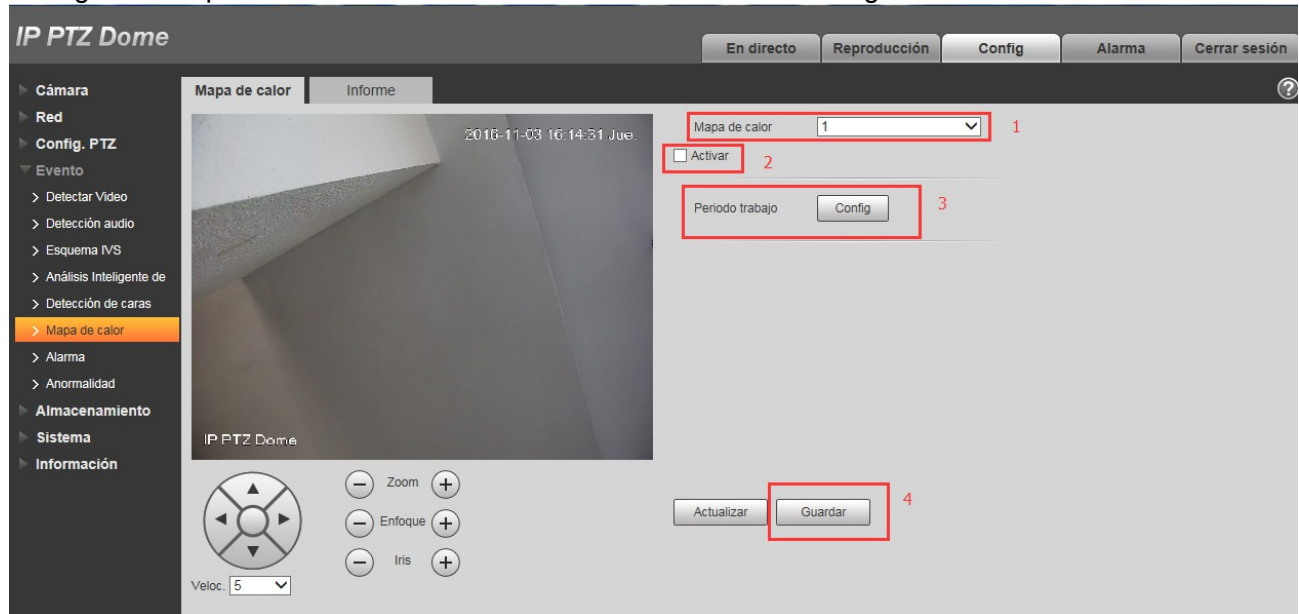 IP PTZ Dome
En directo
Reproducción
Config
Alarma
Cerrar sesión
Cámara
Red
Config. PTZ
Evento
Detectar Video
Detección audio
Esquema IVS
Análisis Inteligente de
Detección de caras
Mapa de calor
Alarma
Anormalidad
Almacenamiento
Sistema
Información
Mapa de calor
Informe
2016-11-03 16:14:31 Jue.
IP PTZ Dome
Zoom
Enfoque
Iris
Veloc. 5
Mapa de calor 1
1
Activar
2
Periodo trabajo Config
3
Actualizar
Guardar
4